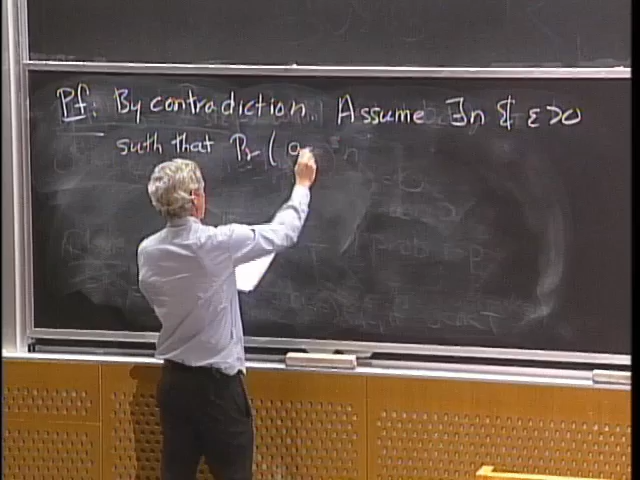 Pf: By contradiction. Assume ∃n & ε>0
such that Pr (